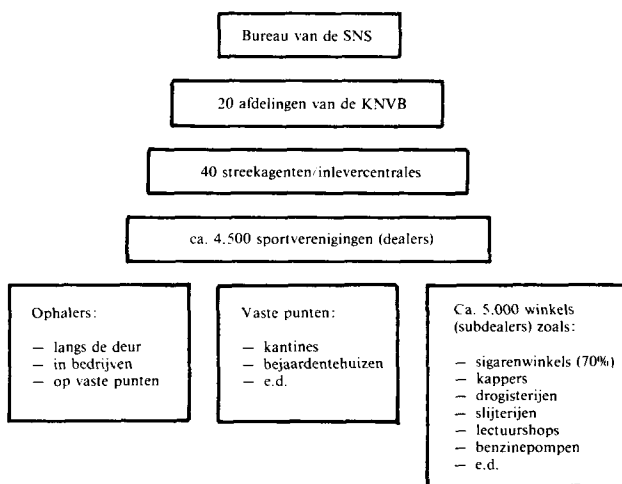 Bureau van de SNS
20 afdelingen van de KNVB
40 streekagenten/inlevercentrales
ca. 4.500 sportverenigingen (dealers)
Ophalers:
— langs de deur
— in bedrijven
— op vaste punten
Vaste punten:
— kantines
— bejaardentehuizen
— e.d.
Ca. 5.000 winkels
(subdealers) zoals:
— sigarenwinkels (70%)
— kappers
— drogisterijen
— slijterijen
— lectuurshops
— benzinepompen
— e.d.